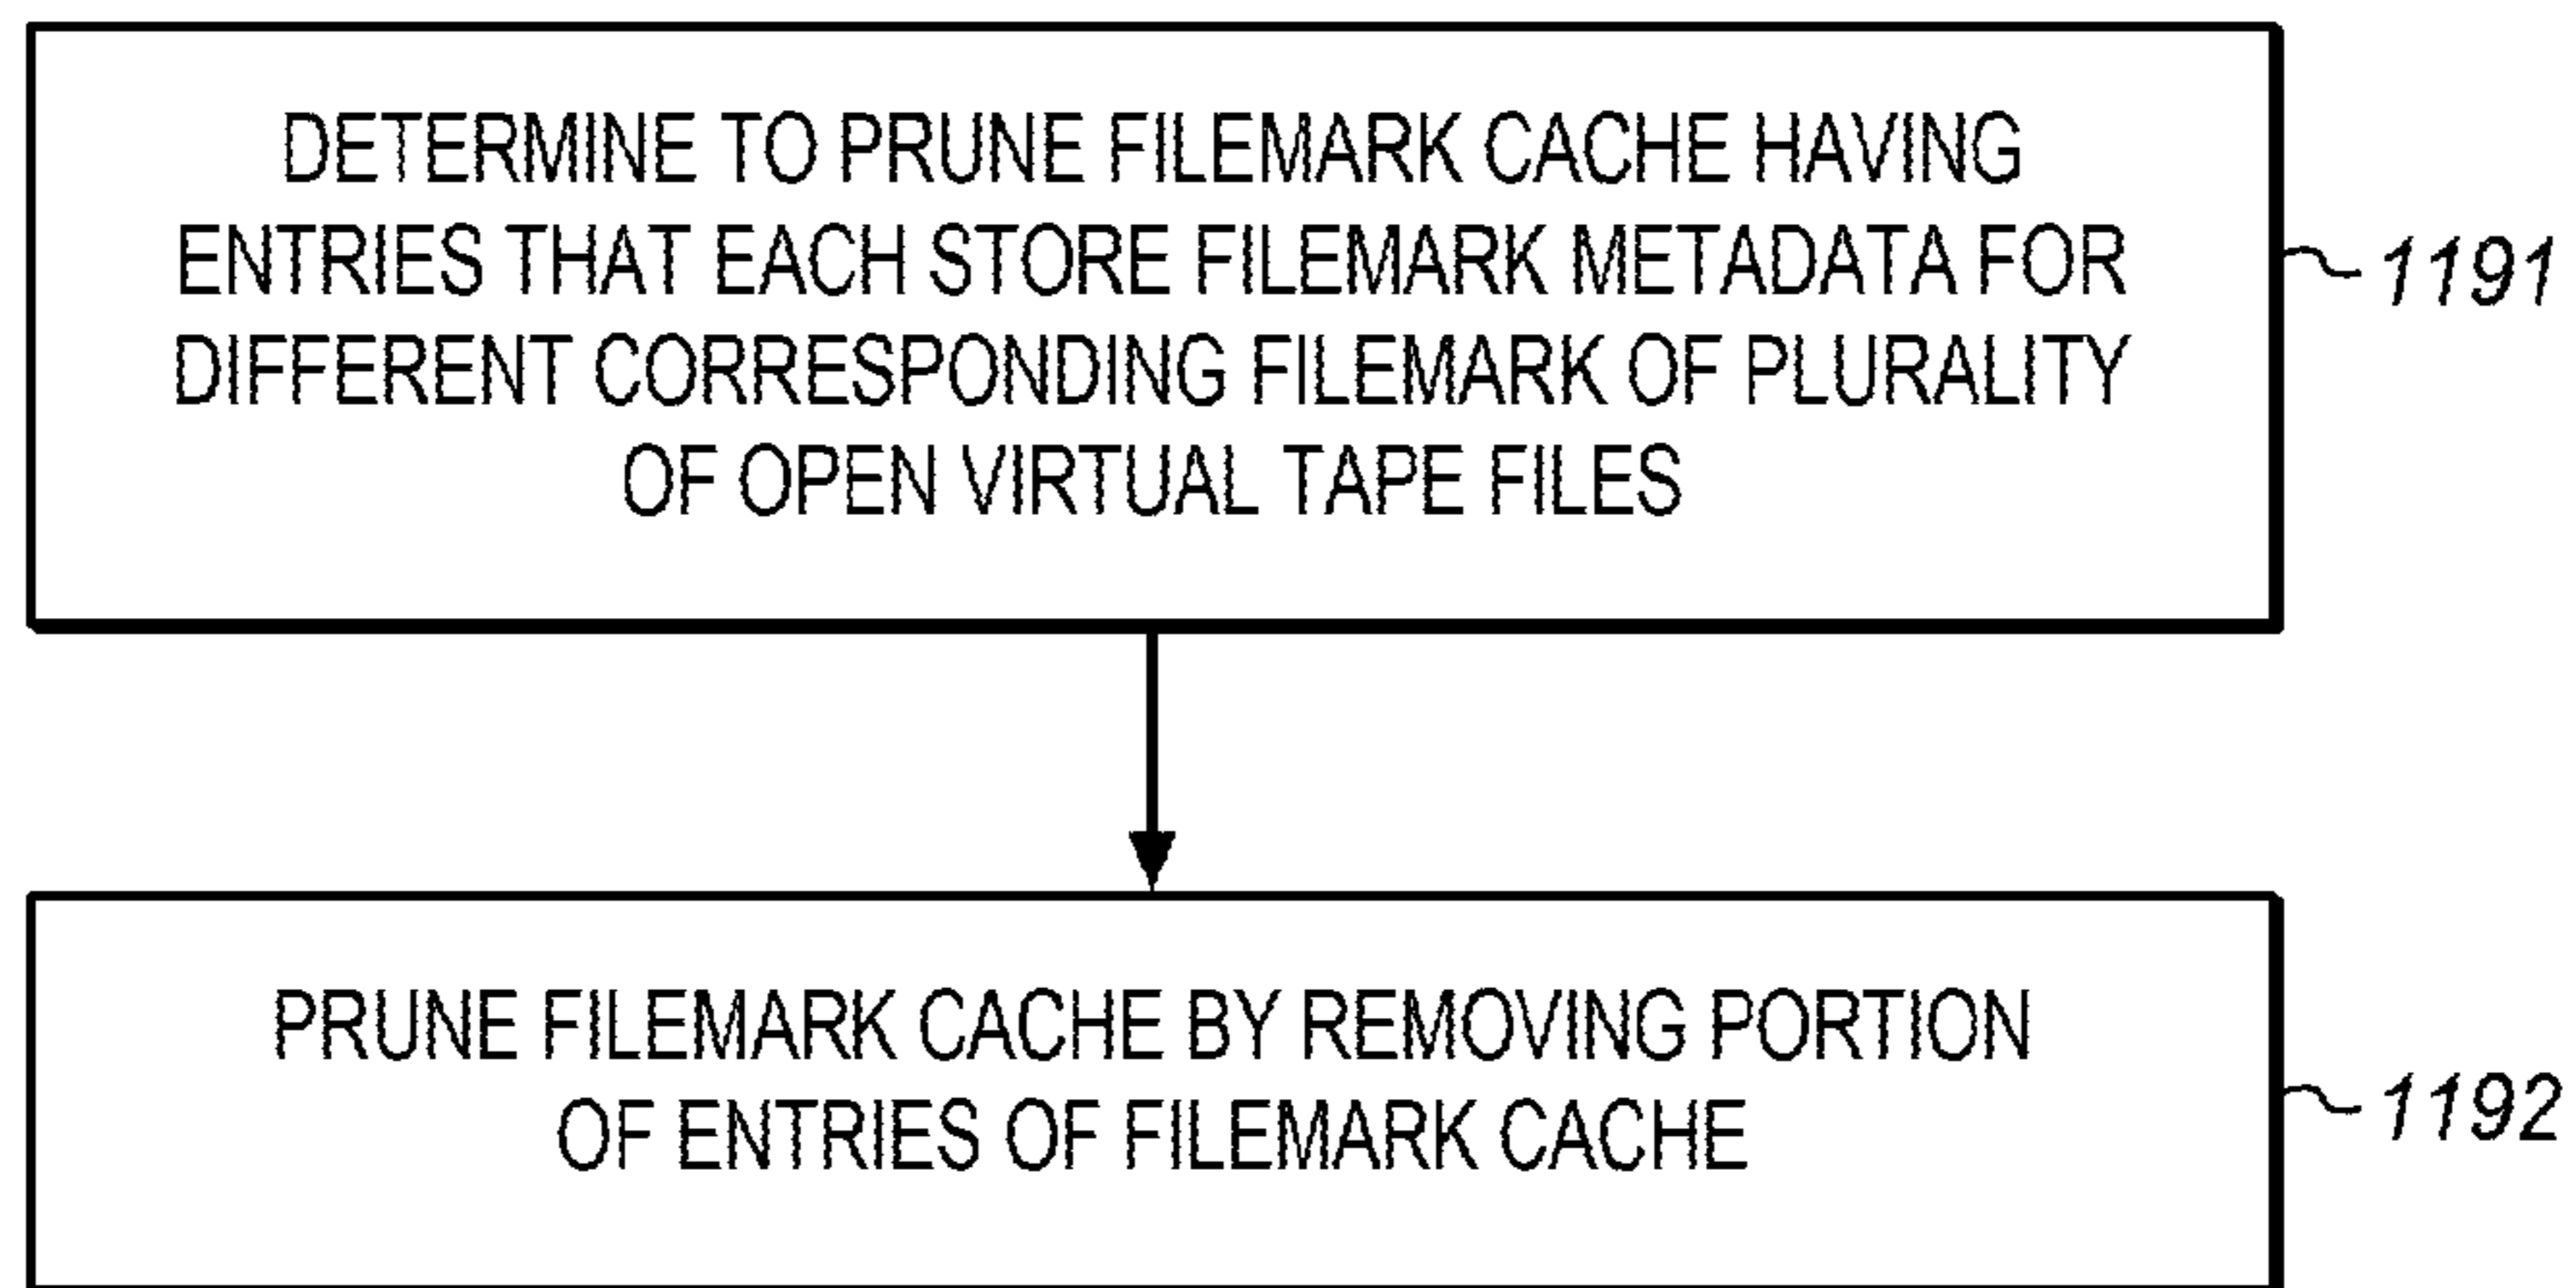 DETERMINE TO PRUNE FILEMARK CACHE HAVING
ENTRIES THAT EACH STORE FILEMARK METADATA FOR
DIFFERENT CORRESPONDING FILEMARK OF PLURALITY
OF OPEN VIRTUAL TAPE FILES
1191
PRUNE FILEMARK CACHE BY REMOVING PORTION
OF ENTRIES OF FILEMARK CACHE
1192